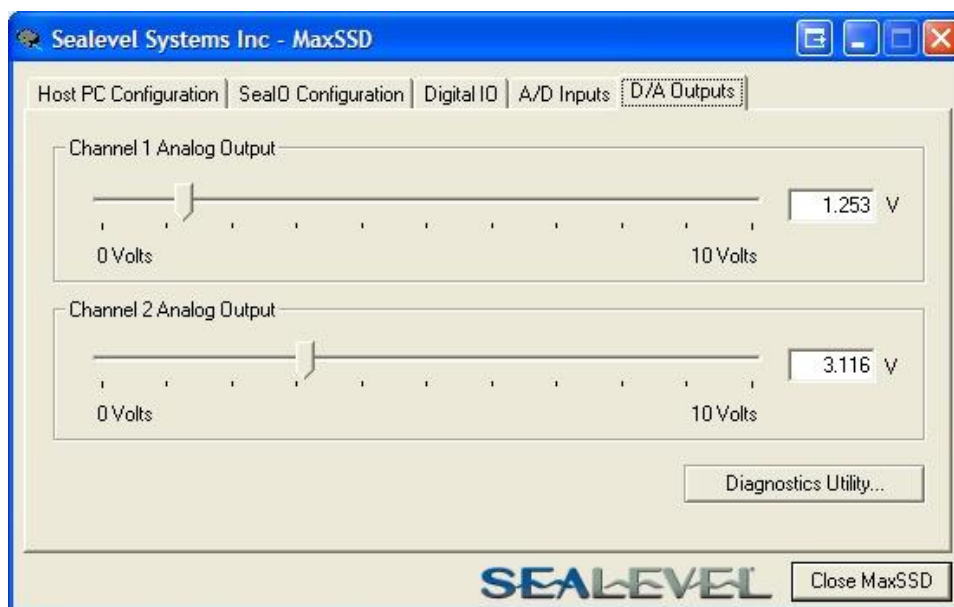 Sealevel Systems Inc - MaxSSD
Host PC Configuration
SeaIO Configuration
Digital IO
A/D Inputs
D/A Outputs
Channel 1 Analog Output
1.253 V
0 Volts
10 Volts
Channel 2 Analog Output
3.116 V
0 Volts
10 Volts
Diagnostics Utility...
SEALEVEL
Close MaxSSD